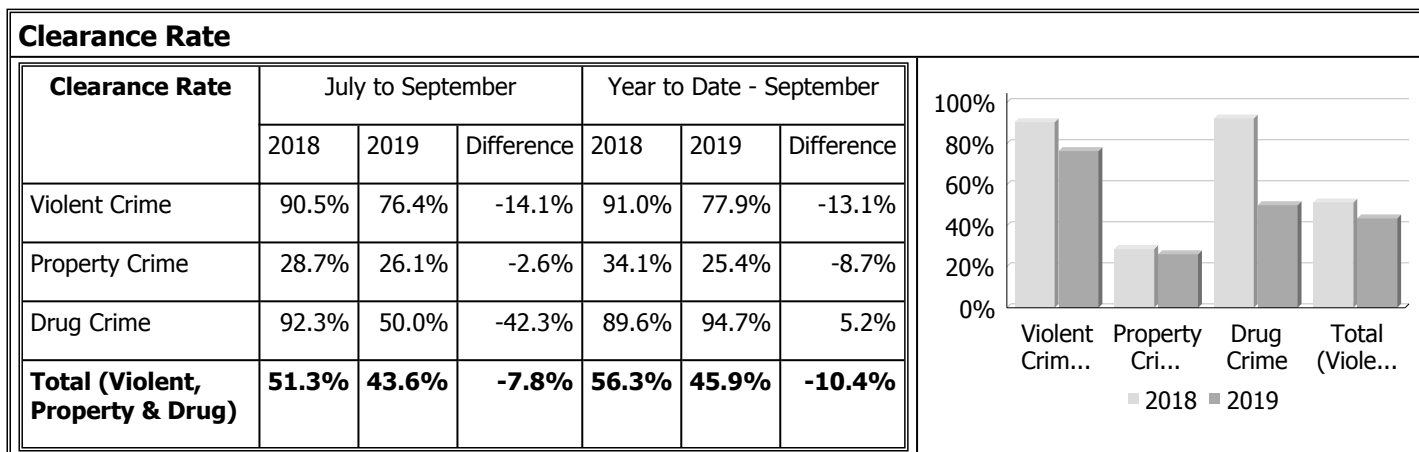 Clearance Rate
Clearance Rate July to September Year to Date - September
2018 2019 Difference 2018 2019 Difference
Violent Crime 90.5% 76.4% -14.1% 91.0% 77.9% -13.1%
Property Crime 28.7% 26.1% -2.6% 34.1% 25.4% -8.7%
Drug Crime 92.3% 50.0% -42.3% 89.6% 94.7% 5.2%
Total (Violent, 51.3% 43.6% -7.8% 56.3% 45.9% -10.4%
Property & Drug)
100%
80%
60%
40%
20%
0%
Violent Property Drug Total
Crim... Cri... Crime (Viole...
2018 2019